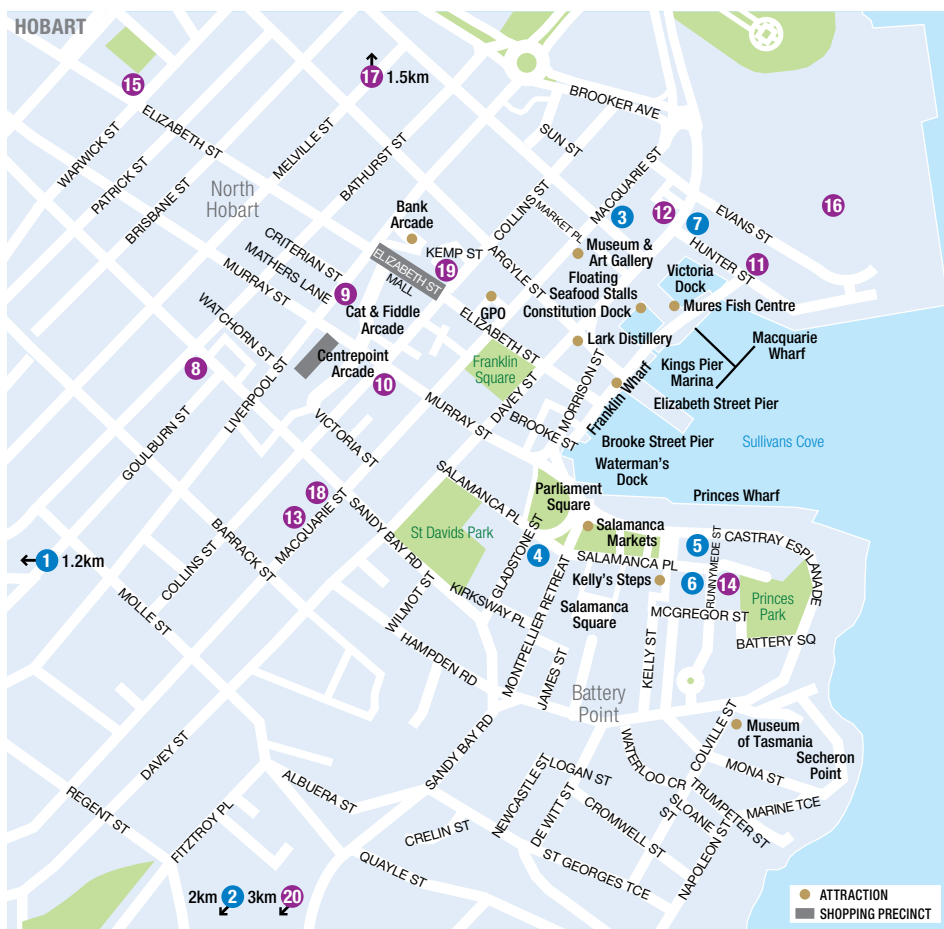 HOBART
17
1.5km
15
BROOKER AVE
SUN ST
ELIZABETH ST
WARWICK ST
MELVILLE ST
PATRICK ST
BATHURST ST
BRISBANE ST
North
Hobart
MACQUARIE ST
COLLINS ST
MARKET PL
3
12
7
16
EVANS ST
HUNTER ST
11
Bank
Arcade
KEMP ST
19
ARGYLE ST
Museum &
Art Gallery
Victoria
Dock
CRITERIAN ST
MATHERS LANE
MURRAY ST
ELIZABETH ST
MALL
9
Cat & Fiddle
Arcade
GPO
Floating
Seafood Stalls
Constitution Dock
Mures Fish Centre
WATCHORN ST
ELIZABETH ST
Lark Distillery
Macquarie
Wharf
Kings Pier
Marina
Centrepoint
Arcade
10
Franklin
Square
8
LIVERPOOL ST
DAVEY ST
MORRISON ST
Franklin Wharf
Elizabeth Street Pier
MURRAY ST
BROOKE ST
GOULBURN ST
VICTORIA ST
Brooke Street Pier
Sullivans Cove
Waterman's
Dock
SALAMANCA PL
Parliament
Square
Princes Wharf
18
13
MACQUARIE ST
SANDY BAY RD
St Davids Park
GLADSTONE ST
4
Salamanca
Markets
5
RUNNYMEDE ST
CASTRAY ESPLANADE
BARRACK ST
COLLINS ST
1
1.2km
SALAMANCA PL
Kelly's Steps
6
14
MOLLE ST
WILMOT ST
KIRKSWAY PL
MONTPELLIER RETREAT
Salamanca
Square
MCGREGOR ST
Princes
Park
BATTERY SQ
HAMPDEN RD
JAMES ST
KELLY ST
Battery
Point
DAVEY ST
SANDY BAY RD
COLVILLE ST
Museum
of Tasmania
Secheron
Point
WATERLOO CR
MONA ST
REGENT ST
ALBUERA ST
NEWCASTLE ST
LOGAN ST
TRUMPETER ST
MARINE TCE
FITZTROY PL
CRELIN ST
DE WITT ST
CROMWELL ST
SLOANE
ST
NAPOLEON ST
QUAYLE ST
ST GEORGES TCE
2km
2
3km
20
ATTRACTION
SHOPPING PRECINCT